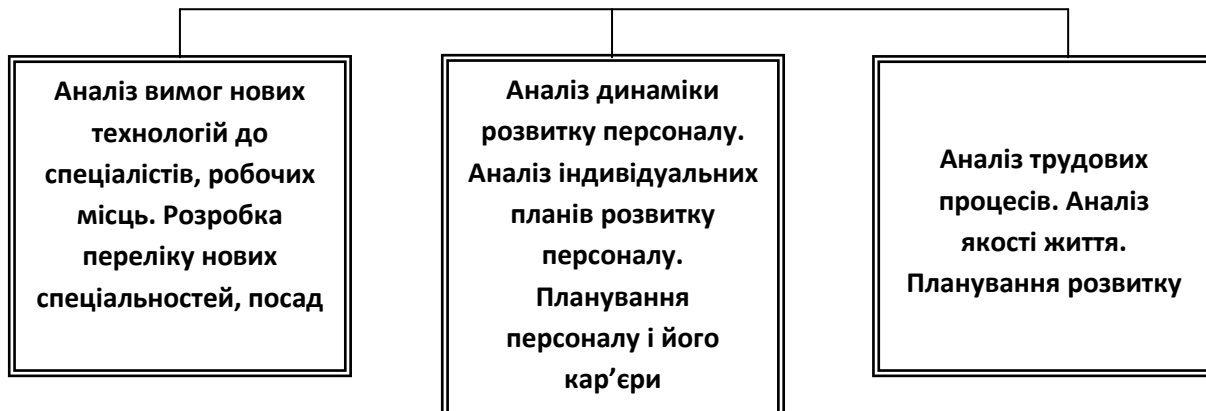 Аналіз вимог нових
технологій до
спеціалістів, робочих
місць. Розробка
переліку нових
спеціальностей, посад
Аналіз динаміки
розвитку персоналу.
Аналіз індивідуальних
планів розвитку
персоналу.
Планування
персоналу і його
кар’єри
Аналіз трудових
процесів. Аналіз
якості життя.
Планування розвитку